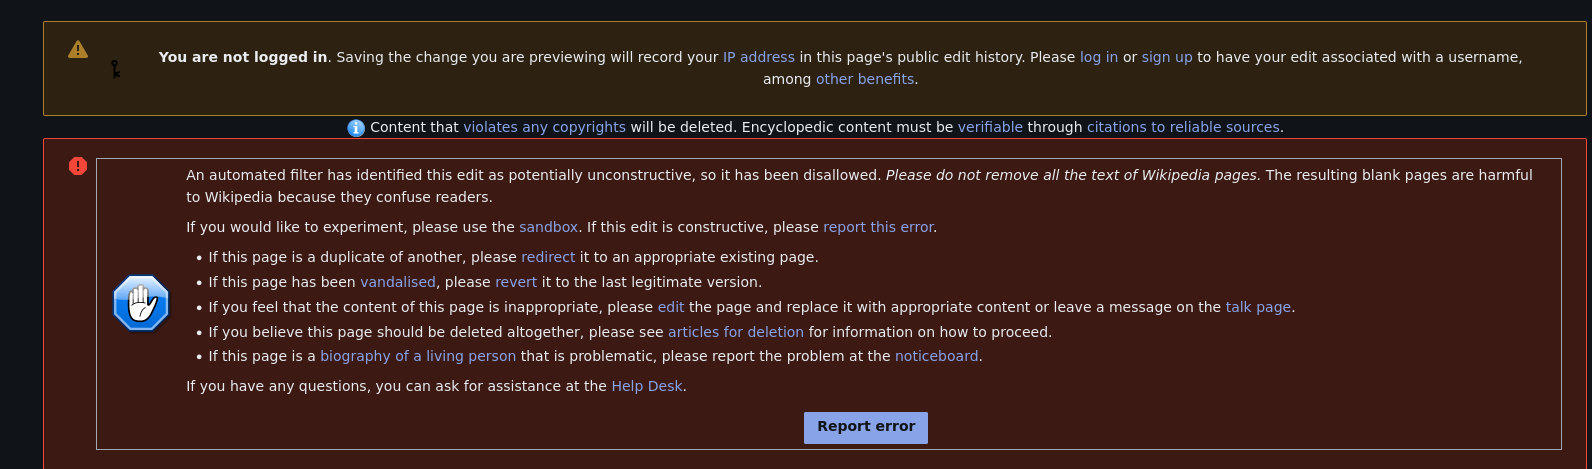 You are not logged in. Saving the change you are previewing will record your IP address in this page's public edit history. Please log in or sign up to have your edit associated with a username,
among other benefits.
Content that violates any copyrights will be deleted. Encyclopedic content must be verifiable through citations to reliable sources.
An automated filter has identified this edit as potentially unconstructive, so it has been disallowed. Please do not remove all the text of Wikipedia pages. The resulting blank pages are harmful
to Wikipedia because they confuse readers.
If you would like to experiment, please use the sandbox. If this edit is constructive, please report this error.
• If this page is a duplicate of another, please redirect it to an appropriate existing page.
• If this page has been vandalised, please revert it to the last legitimate version.
• If you feel that the content of this page is inappropriate, please edit the page and replace it with appropriate content or leave a message on the talk page.
• If you believe this page should be deleted altogether, please see articles for deletion for information on how to proceed.
• If this page is a biography of a living person that is problematic, please report the problem at the noticeboard.
If you have any questions, you can ask for assistance at the Help Desk.
Report error